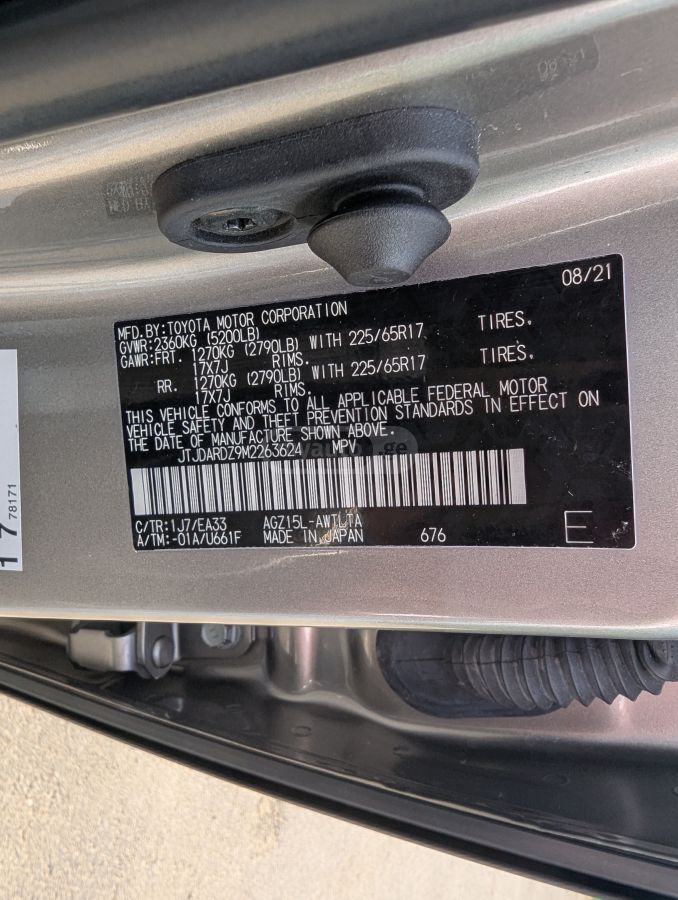 08/21
MFD.BY:TOYOTA MOTOR CORPORATION
GVWR:2360KG (5200LB)
GAWR:FRT. 1270KG (2790LB) WITH 225/65R17 TIRES,
17X7J RIMS.
RR. 1270KG (2790LB) WITH 225/65R17 TIRES,
17X7J RIMS.
THIS VEHICLE CONFORMS TO ALL APPLICABLE FEDERAL MOTOR
VEHICLE SAFETY AND THEFT PREVENTION STANDARDS IN EFFECT ON
THE DATE OF MANUFACTURE SHOWN ABOVE.
JTJDARDZ9M2263624 MPV
C/TR:1J7/EA33 AGZ15L-AWTLTA
A/TM:-01A/U661F MADE IN JAPAN 676 E
17 78171